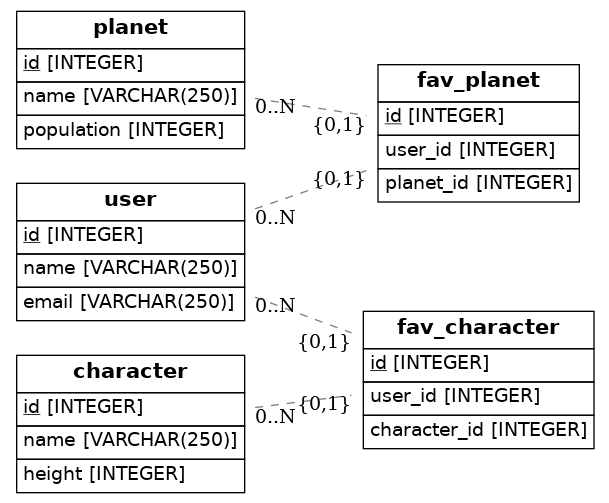 planet
id [INTEGER]
name [VARCHAR(250)]
population [INTEGER]
0..N
{0,1}
fav_planet
id [INTEGER]
user_id [INTEGER]
planet_id [INTEGER]
user
id [INTEGER]
name [VARCHAR(250)]
email [VARCHAR(250)]
{0,1}
0..N
0..N
{0,1}
fav_character
id [INTEGER]
user_id [INTEGER]
character_id [INTEGER]
character
id [INTEGER]
name [VARCHAR(250)]
height [INTEGER]
0..N
{0,1}